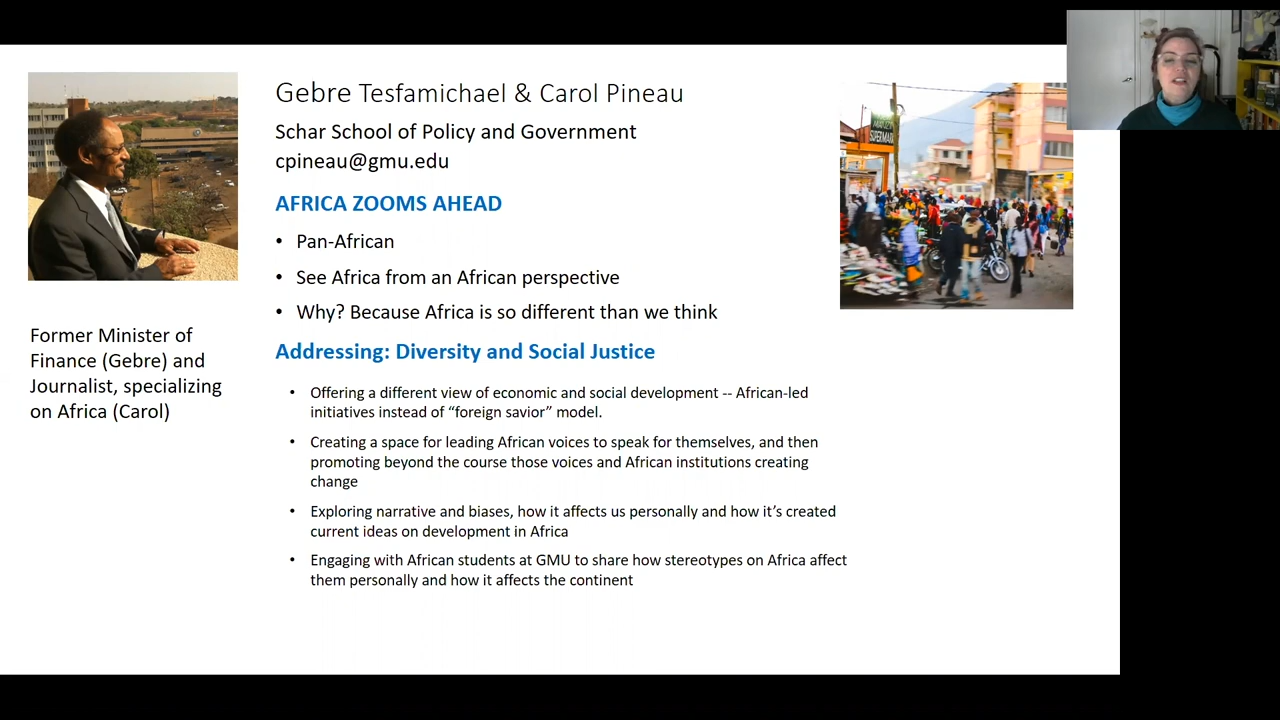 Gebre Tesfamichael & Carol Pineau
Schar School of Policy and Government
cpineau@gmu.edu
AFRICA ZOOMS AHEAD
• Pan-African
• See Africa from an African perspective
• Why? Because Africa is so different than we think
Former Minister of
Finance (Gebre) and
Journalist, specializing
on Africa (Carol)
Addressing: Diversity and Social Justice
• Offering a different view of economic and social development -- African-led
initiatives instead of “foreign savior” model.
• Creating a space for leading African voices to speak for themselves, and then
promoting beyond the course those voices and African institutions creating
change
• Exploring narrative and biases, how it affects us personally and how it’s created
current ideas on development in Africa
• Engaging with African students at GMU to share how stereotypes on Africa affect
them personally and how it affects the continent